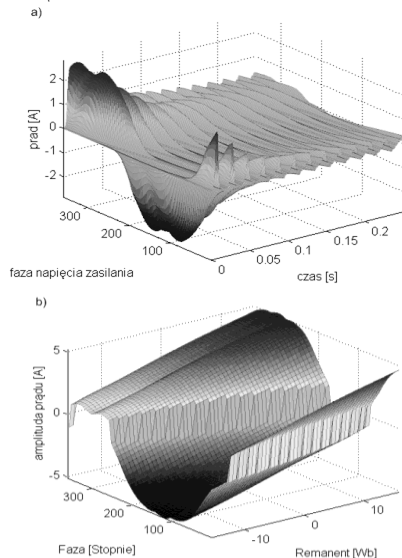 a)
prad [A]
2
1
0
-1
-2
300
200
100
0
0.05
0.1
0.15
0.2
faza napięcia zasilania
czas [s]
b)
amplituda prądu [A]
5
0
-5
300
200
100
-10
0
10
Faza [Stopnie]
Remanent [Wb]